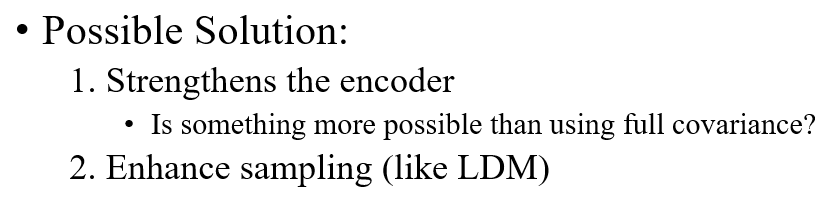 • Possible Solution:
1. Strengthens the encoder
• Is something more possible than using full covariance?
2. Enhance sampling (like LDM)